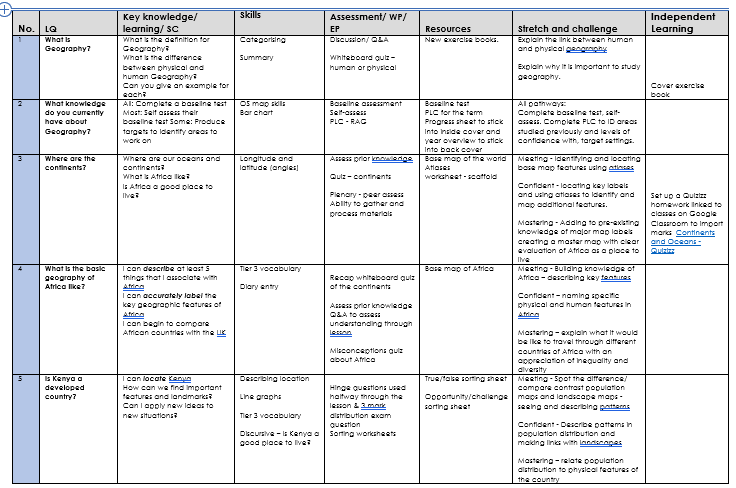 No.
LQ
Key knowledge/
learning/ SC
Skills
Assessment/ WP/
EP
Resources
Stretch and challenge
Independent
Learning
1
What is
Geography?
What is the definition for
Geography?
What is the difference
between physical and
human Geography?
Can you give an example for
each?
Categorising
Summary
Discussion/ Q&A
Whiteboard quiz –
human or physical
New exercise books.
Explain the link between human
and physical geography
Explain why it is important to study
geography.
Cover exercise
book
2
What knowledge
do you currently
have about
Geography?
All: Complete a baseline test
Most: Self assess their
baseline test Some: Produce
targets to identify areas to
work on
OS map skills
Bar chart
Baseline assessment
Self-assess
PLC - RAG
Baseline test
PLC for the term
Progress sheet to stick
into inside cover and
year overview to stick
into back cover
All pathways:
Complete baseline test, self-
assess. Complete PLC to ID areas
studied previously and levels of
confidence with, target settings.
3
Where are the
continents?
Where are our oceans and
continents?
What is Africa like?
Is Africa a good place to
live?
Longitude and
latitude (angles)
Assess prior knowledge
Quiz – continents
Plenary - peer assess
Ability to gather and
process materials
Base map of the world
Atlases
worksheet - scaffold
Meeting - Identifying and locating
base map features using atlases
Confident - locating key labels
and using atlases to identify and
map additional features.
Mastering - Adding to pre-existing
knowledge of major map labels
creating a master map with clear
evaluation of Africa as a place to
live
Set up a Quizizz
homework linked to
classes on Google
Classroom to import
marks Continents
and Oceans -
Quizizz
4
What is the basic
geography of
Africa like?
I can describe at least 5
things that I associate with
Africa
I can accurately label the
key geographic features of
Africa
I can begin to compare
African countries with the UK
Tier 3 vocabulary
Diary entry
Recap whiteboard quiz
of the continents
Assess prior knowledge
Q&A to assess
understanding through
lesson
Misconceptions quiz
about Africa
Base map of Africa
Meeting - Building knowledge of
Africa – describing key features
Confident – naming specific
physical and human features in
Africa
Mastering – explain what it would
be like to travel through different
countries of Africa with an
appreciation of inequality and
diversity
5
Is Kenya a
developed
country?
I can locate Kenya
How can we find important
features and landmarks?
Can I apply new ideas to
new situations?
Describing location
Line graphs
Tier 3 vocabulary
Discursive – is Kenya a
good place to live?
Hinge questions used
halfway through the
lesson & 3-mark
distribution exam
question
Sorting worksheets
True/false sorting sheet
Opportunity/challenge
sorting sheet
Meeting - Spot the difference/
compare contrast population
maps and landscape maps -
seeing and describing patterns
Confident - Describe patterns in
population distribution and
making links with landscapes
Mastering – relate population
distribution to physical features of
the country